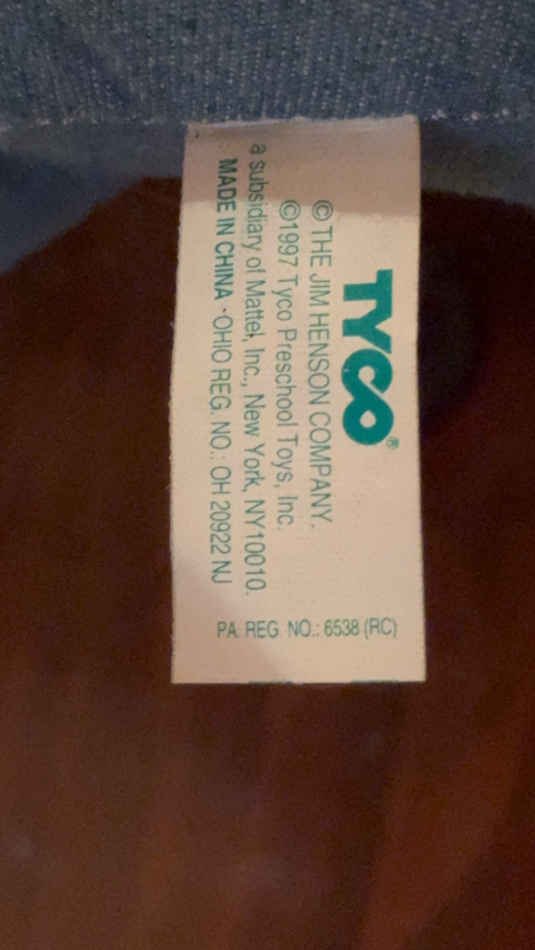 TYCO®
© THE JIM HENSON COMPANY.
©1997 Tyco Preschool Toys, Inc.
a subsidiary of Mattel, Inc., New York, NY10010.
MADE IN CHINA ·OHIO REG. NO.: OH 20922 NJ
PA. REG. NO.: 6538 (RC)